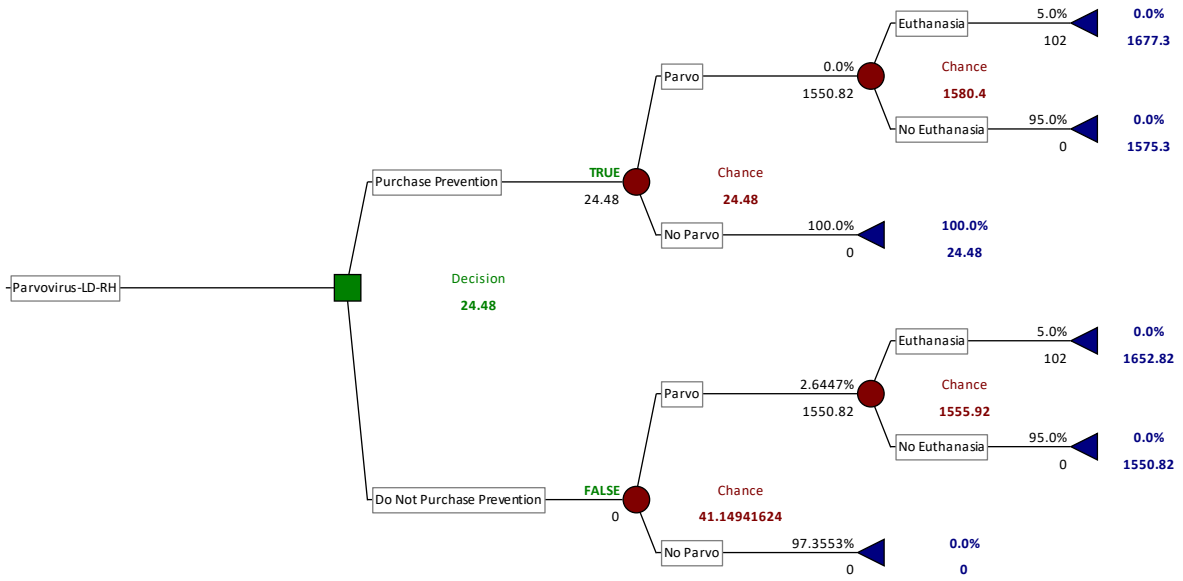 Euthanasia
5.0%
0.0%
102
1677.3
Parvo
0.0%
Chance
1550.82
1580.4
No Euthanasia
95.0%
0.0%
0
1575.3
Purchase Prevention
TRUE
Chance
24.48
24.48
No Parvo
100.0%
100.0%
0
24.48
Parvovirus-LD-RH
Decision
24.48
Euthanasia
5.0%
0.0%
102
1652.82
Parvo
2.6447%
Chance
1550.82
1555.92
No Euthanasia
95.0%
0.0%
0
1550.82
Do Not Purchase Prevention
FALSE
Chance
0
41.14941624
No Parvo
97.3553%
0.0%
0
0